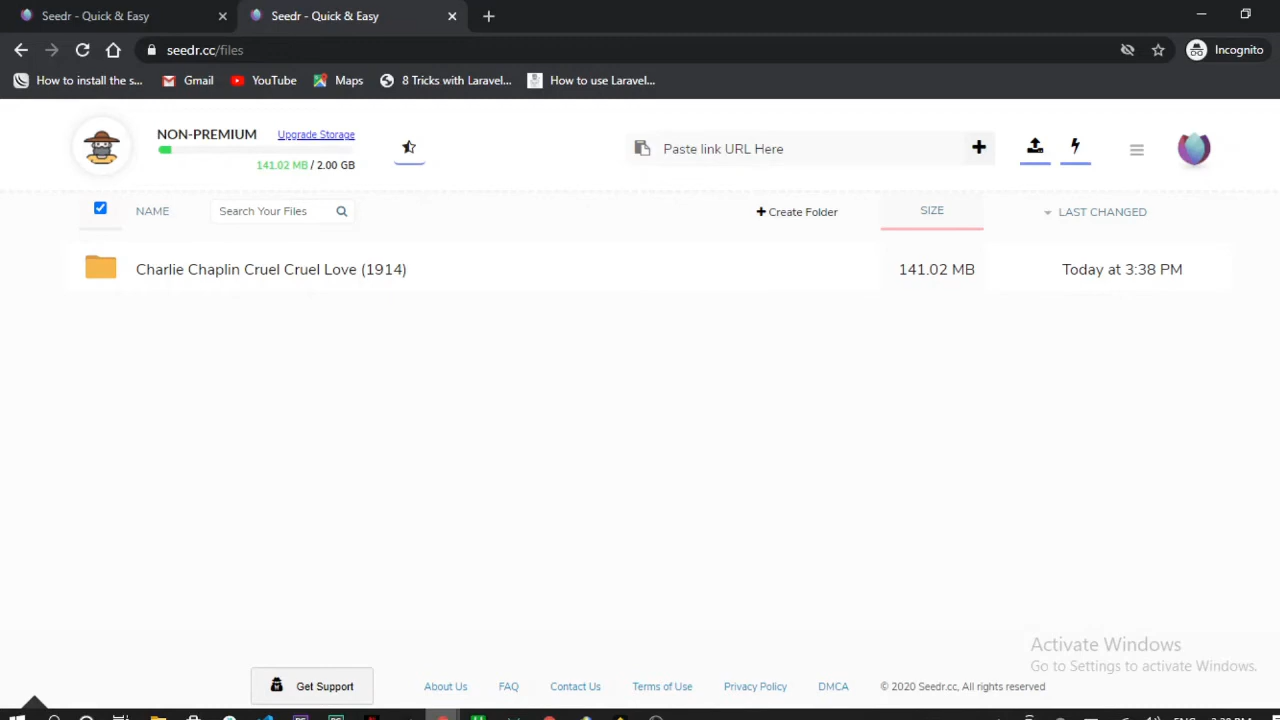 Seedr - Quick & Easy
Seedr - Quick & Easy
seedr.cc/files
Incognito
How to install the s...
Gmail
YouTube
Maps
8 Tricks with Laravel...
How to use Laravel...
NON-PREMIUM
Upgrade Storage
141.02 MB / 2.00 GB
Paste link URL Here
NAME
Search Your Files
Create Folder
SIZE
LAST CHANGED
Charlie Chaplin Cruel Cruel Love (1914)
141.02 MB
Today at 3:38 PM
Activate Windows
Go to Settings to activate Windows.
Get Support
About Us
FAQ
Contact Us
Terms of Use
Privacy Policy
DMCA
© 2020 Seedr.cc, All rights reserved